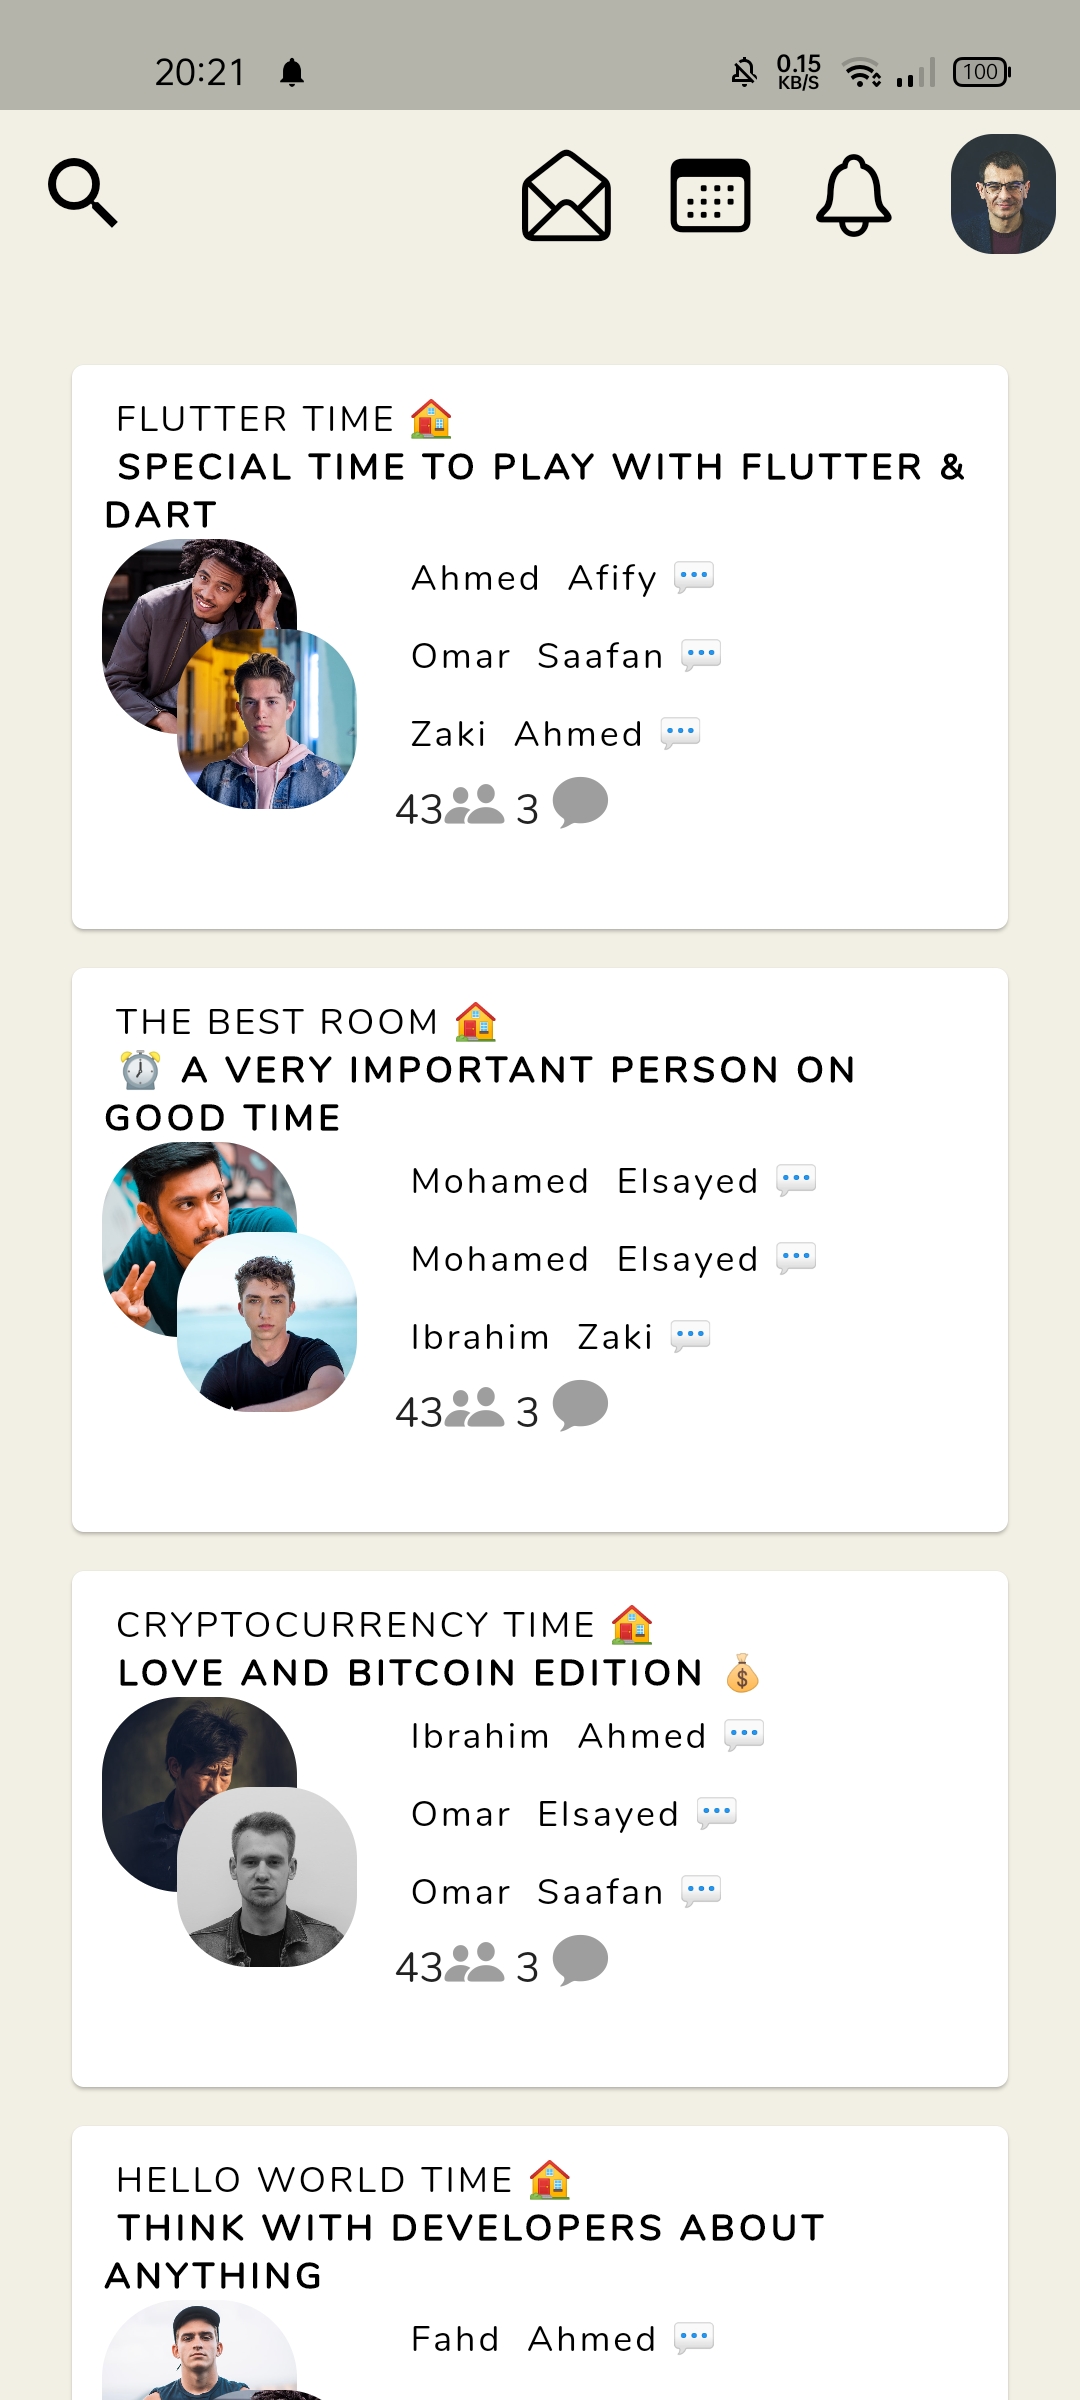 20:21
0.15
KB/S
100
FLUTTER TIME 🏠
SPECIAL TIME TO PLAY WITH FLUTTER &
DART
Ahmed Afify 💬
Omar Saafan 💬
Zaki Ahmed 💬
43 3
THE BEST ROOM 🏠
⏰ A VERY IMPORTANT PERSON ON
GOOD TIME
Mohamed Elsayed 💬
Mohamed Elsayed 💬
Ibrahim Zaki 💬
43 3
CRYPTOCURRENCY TIME 🏠
LOVE AND BITCOIN EDITION 💰
Ibrahim Ahmed 💬
Omar Elsayed 💬
Omar Saafan 💬
43 3
HELLO WORLD TIME 🏠
THINK WITH DEVELOPERS ABOUT
ANYTHING
Fahd Ahmed 💬